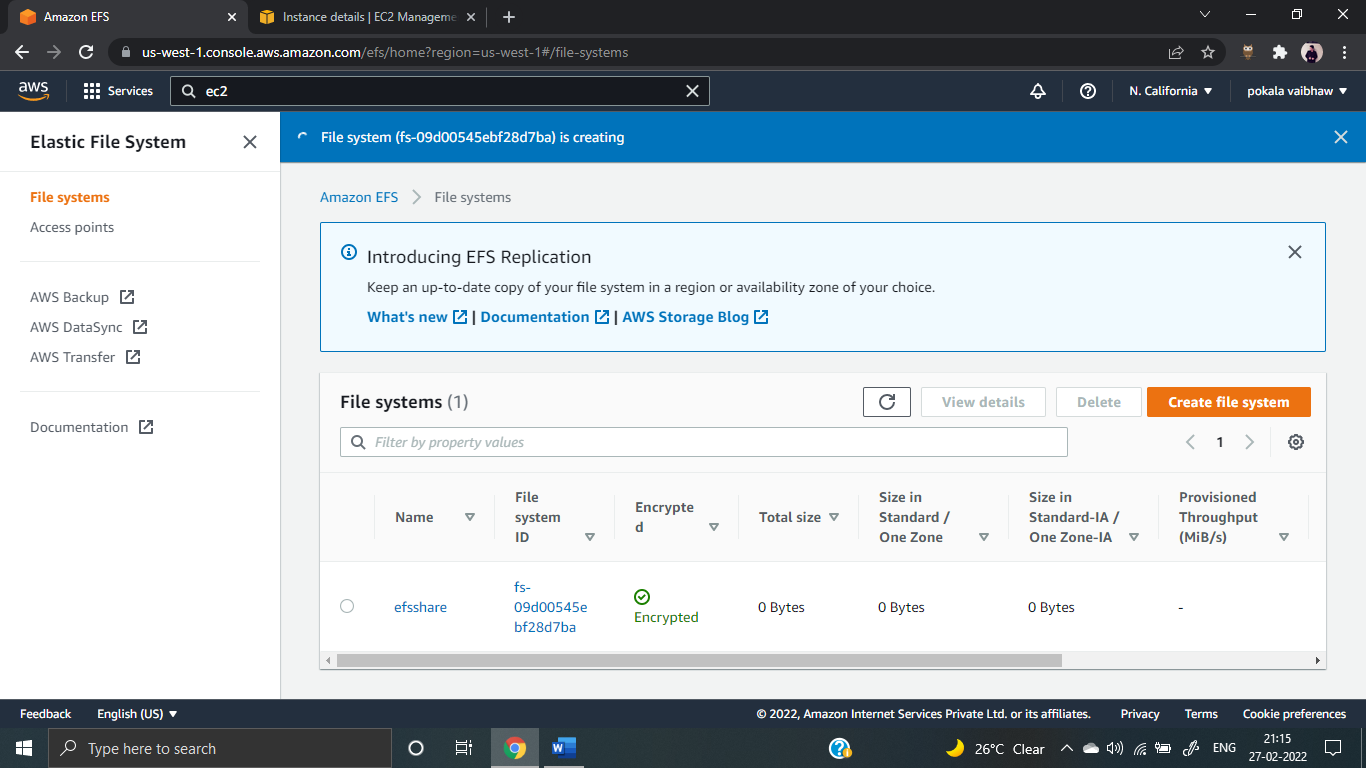 Amazon EFS
Instance details | EC2 Manageme
us-west-1.console.aws.amazon.com/efs/home?region=us-west-1#/file-systems
aws
Services
ec2
N. California
pokala vaibhaw
Elastic File System
File systems
Access points
AWS Backup
AWS DataSync
AWS Transfer
Documentation
File system (fs-09d00545ebf28d7ba) is creating
Amazon EFS
File systems
Introducing EFS Replication
Keep an up-to-date copy of your file system in a region or availability zone of your choice.
What's new | Documentation | AWS Storage Blog
File systems (1)
View details
Delete
Create file system
Filter by property values
1
Name
File
system
ID
Encrypte
d
Total size
Size in
Standard /
One Zone
Size in
Standard-IA /
One Zone-IA
Provisioned
Throughput
(MiB/s)
efsshare
fs-
09d00545e
bf28d7ba
Encrypted
0 Bytes
0 Bytes
0 Bytes
-
Feedback
English (US)
© 2022, Amazon Internet Services Private Ltd. or its affiliates.
Privacy
Terms
Cookie preferences
Type here to search
26°C Clear
ENG
21:15
27-02-2022